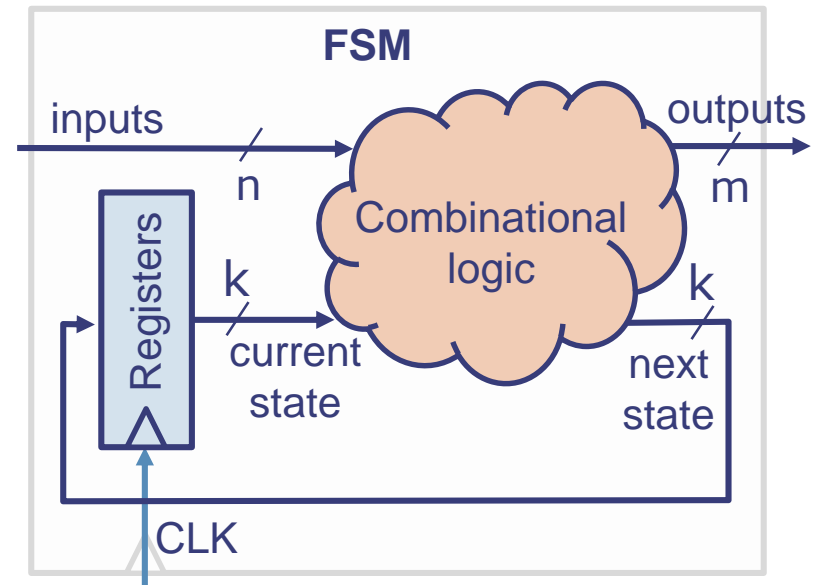 FSM
inputs
outputs
n
m
Combinational
logic
Registers
k
current
state
k
next
state
CLK